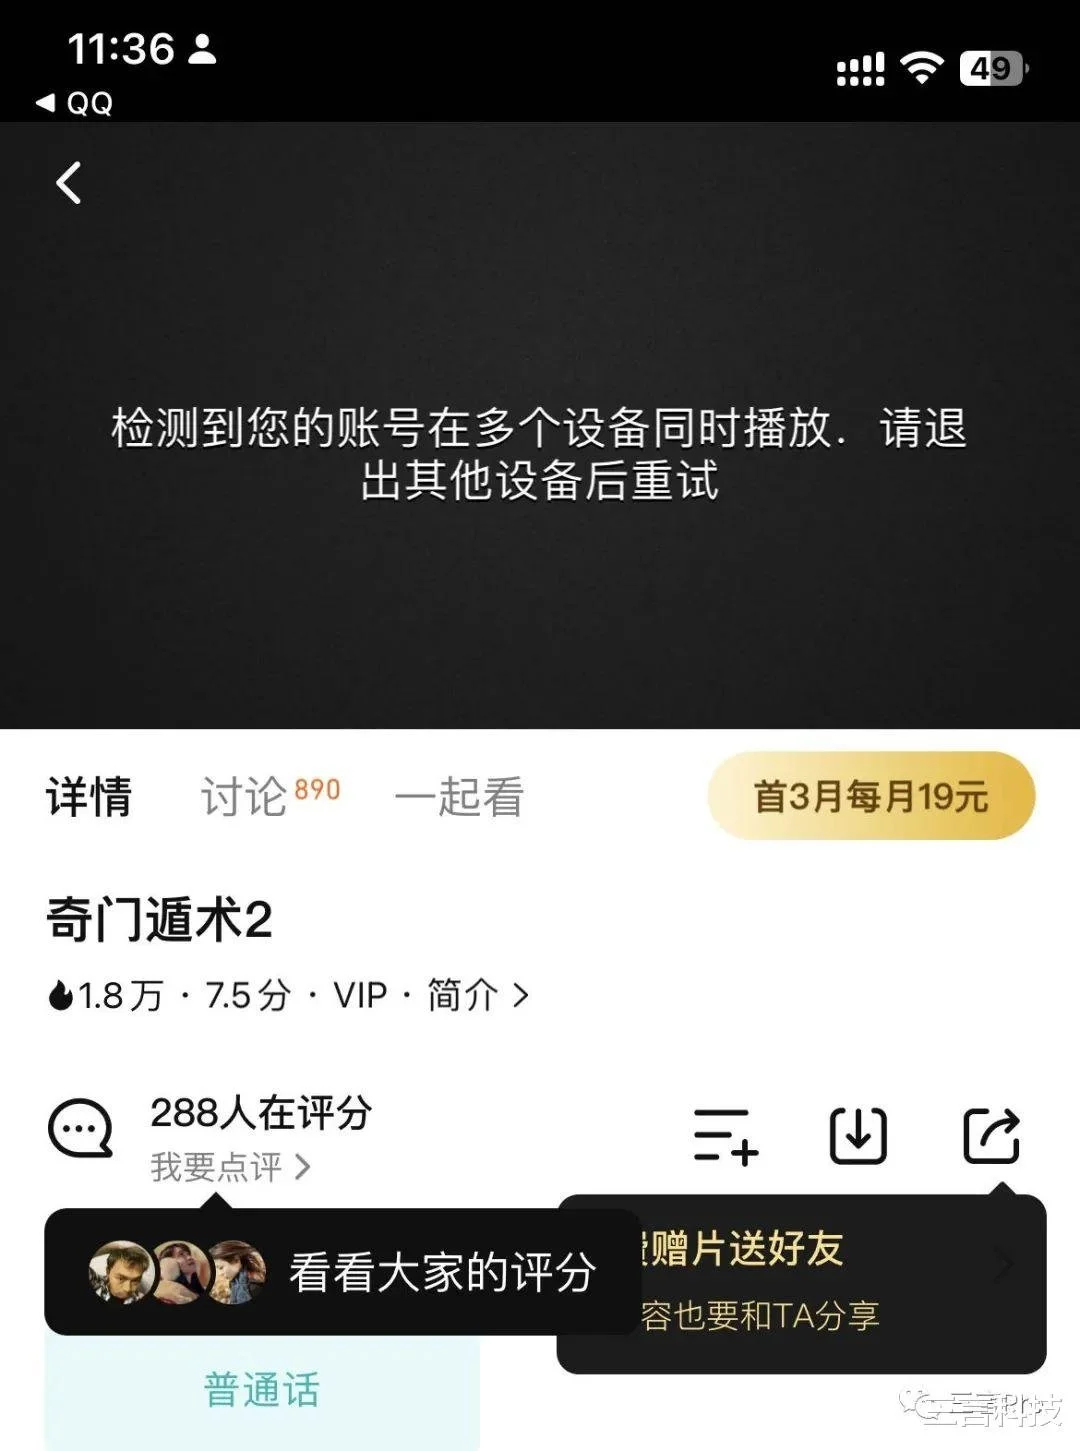 11:36
49
QQ
检测到您的账号在多个设备同时播放．请退
出其他设备后重试
详情 讨论 890 一起看 首3月每月19元
奇门遁术2
1.8万 · 7.5分 · VIP · 简介
288人在评分
我要点评
看看大家的评分
赠片送好友
容也要和TA分享
普通话
三言科技